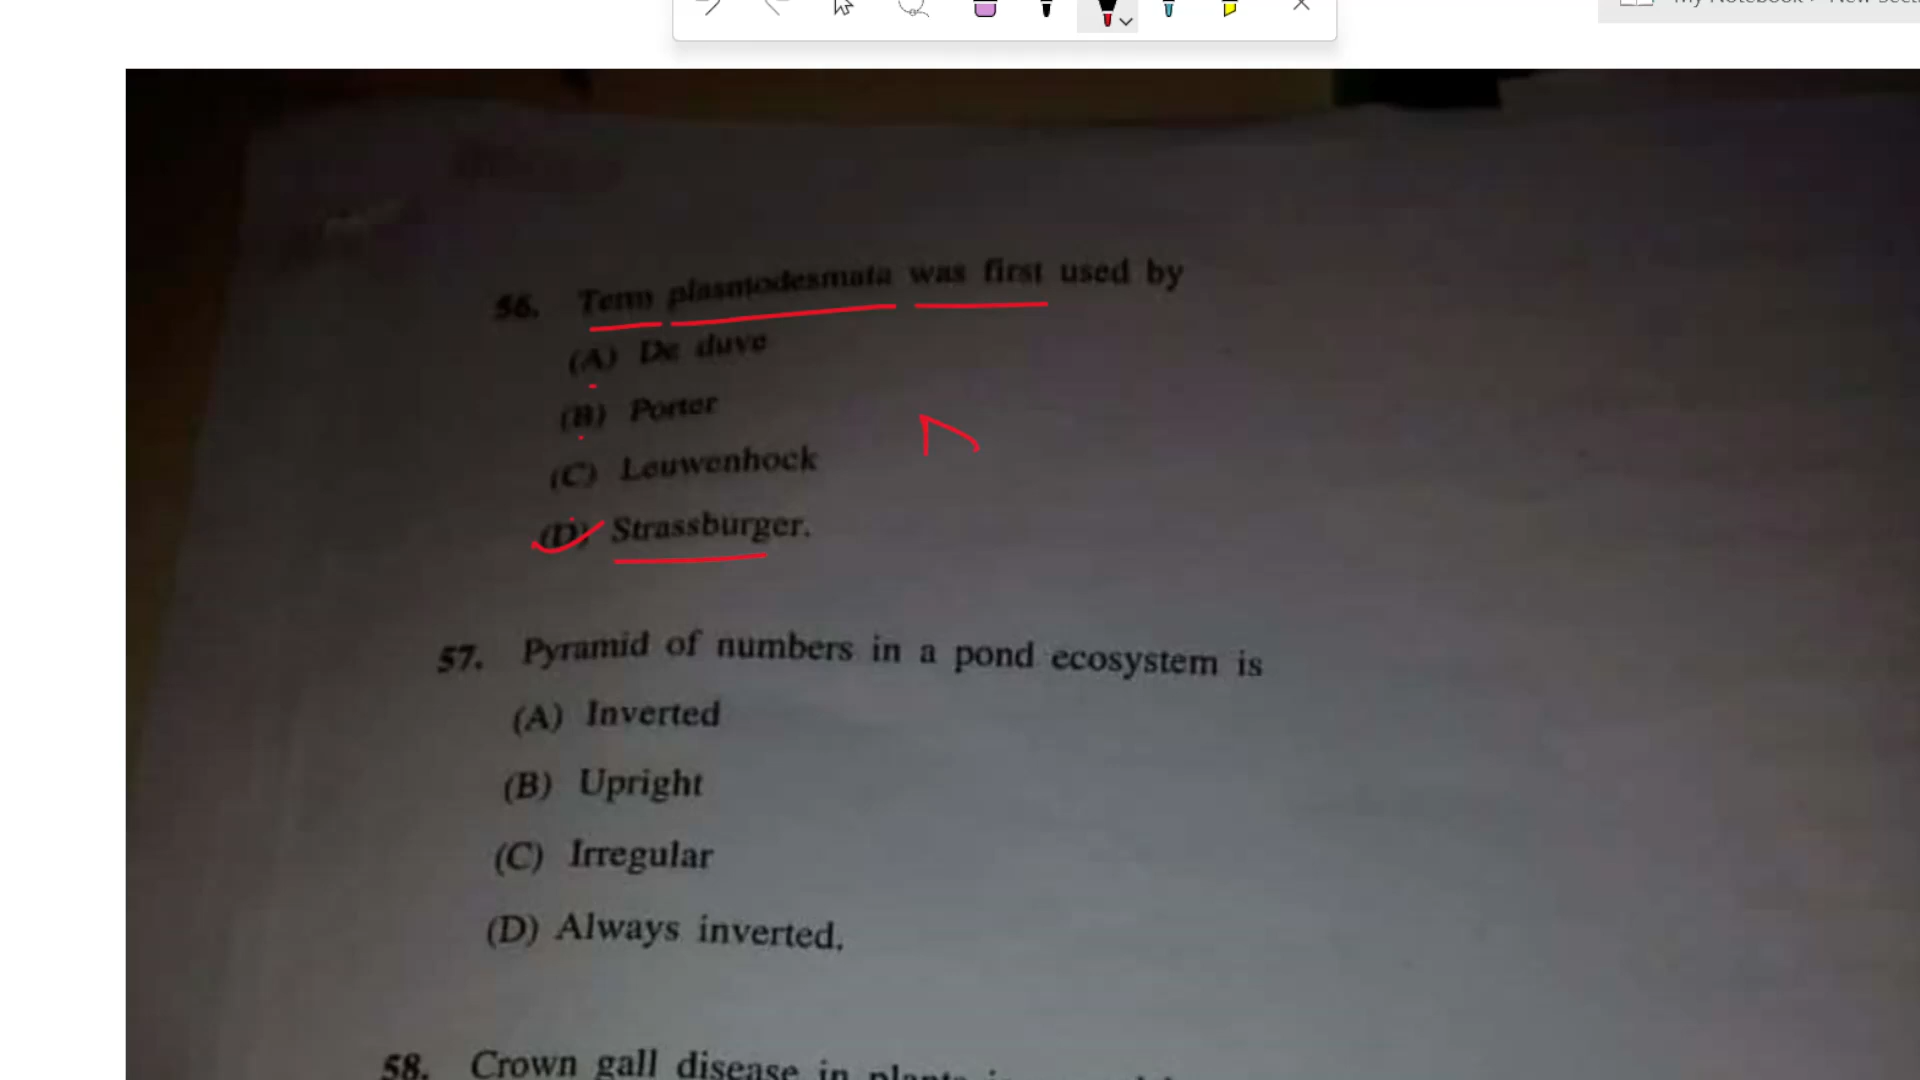 56. Term plasmodesmata was first used by
(A) De duve
(B) Porter
(C) Leuwenhock
(D) Strassburger.
57. Pyramid of numbers in a pond ecosystem is
(A) Inverted
(B) Upright
(C) Irregular
(D) Always inverted.
58. Crown gall disease in plants